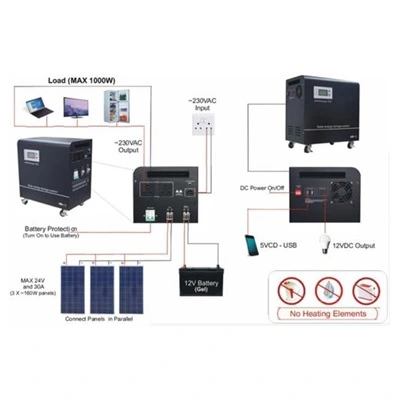 Load (MAX 1000W)
~230VAC
Input
~230VAC
Output
DC Power On/Off
Battery Protection
(Turn On to Use Battery)
5VCD - USB
12VDC Output
MAX 24V
and 30A
(3 X ~160W panels)
12V Battery
(Gel)
Connect Panels in Parallel
No Heating Elements